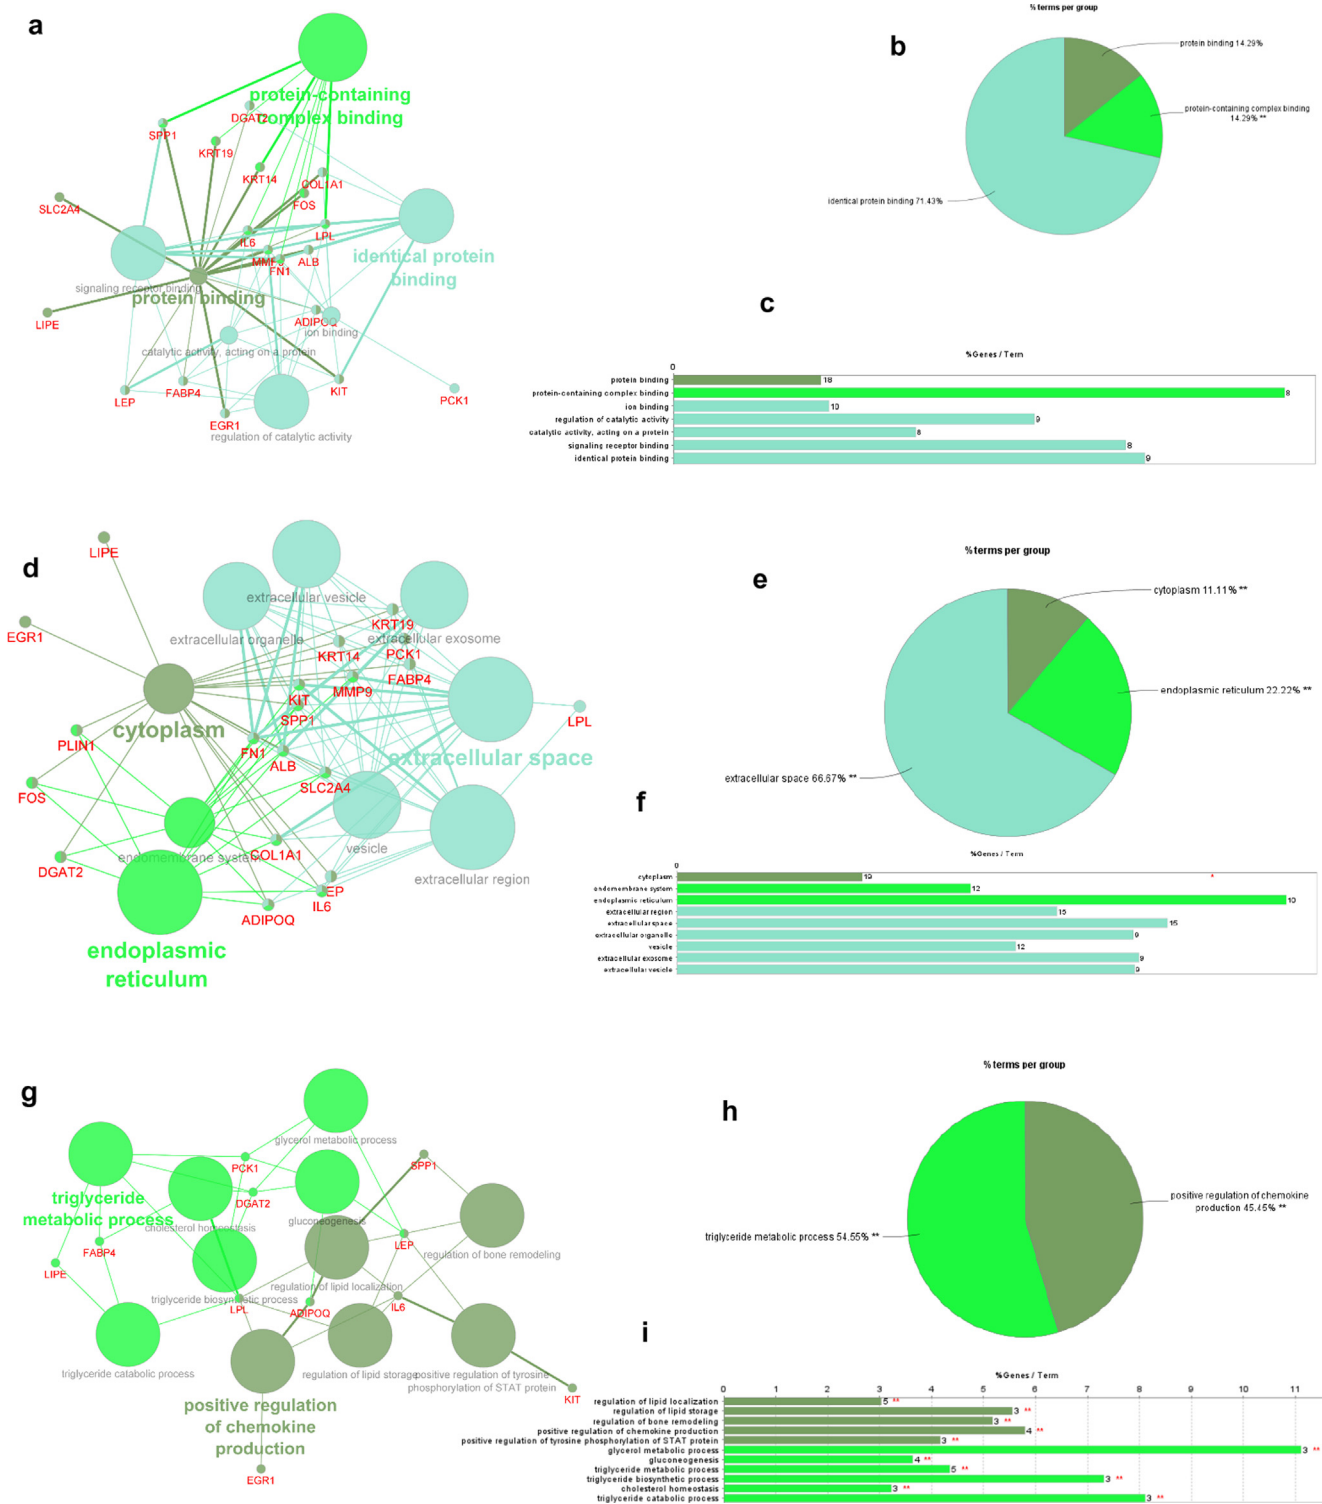 a
protein-containing
complex binding
DGAT2
SPP1
KRT19
KRT14
COL1A1
FOS
SLC2A4
IL6
LPL
ALB
FN1
identical protein
binding
signaling receptor binding
protein binding
LIPE
ADIPOQ
ion binding
catalytic activity, acting on a protein
LEP
FABP4
KIT
PCK1
EGR1
regulation of catalytic activity
b
% terms per group
protein binding 14.29%
protein-containing complex binding
14.29% **
identical protein binding 71.43%
c
%Genes / Term
0
protein binding 18
protein-containing complex binding 8
ion binding 10
regulation of catalytic activity 9
catalytic activity, acting on a protein
signaling receptor binding 8
identical protein binding 9
d
LIPE
EGR1
extracellular vesicle
extracellular organelle
extracellular exosome
KRT19
KRT14
PCK1
FABP4
MMP9
KIT
SPP1
LPL
cytoplasm
PLIN1
FN1
ALB
extracellular space
SLC2A4
FOS
vesicle
endomembrane system
COL1A1
DGAT2
extracellular region
EP
IL6
ADIPOQ
endoplasmic
reticulum
e
% terms per group
cytoplasm 11.11% **
endoplasmic reticulum 22.22% **
extracellular space 66.67% **
f
%Genes / Term
0
cytoplasm 19 *
endomembrane system 12
endoplasmic reticulum 10
extracellular region 15
extracellular space 15
extracellular organelle 9
vesicle 12
extracellular exosome 9
extracellular vesicle 9
g
glycerol metabolic process
PCK1
SPP1
triglyceride
metabolic process
DGAT2
cholesterol homeostasis
gluconeogenesis
LEP
regulation of bone remodeling
FABP4
LIPE
regulation of lipid localization
triglyceride biosynthetic process
LPL
ADIPOQ
IL6
triglyceride catabolic process
regulation of lipid storage
positive regulation of tyrosine
phosphorylation of STAT protein
KIT
positive regulation
of chemokine
production
EGR1
h
% terms per group
positive regulation of chemokine
production 45.45% **
triglyceride metabolic process 54.55% **
i
%Genes / Term
0 1 2 3 4 5 6 7 8 9 10 11
regulation of lipid localization 5 **
regulation of lipid storage 3 **
regulation of bone remodeling 3 **
positive regulation of chemokine production 4 **
positive regulation of tyrosine phosphorylation of STAT protein 3 **
glycerol metabolic process 3 **
gluconeogenesis 4 **
triglyceride metabolic process 5 **
triglyceride biosynthetic process 3 **
cholesterol homeostasis 3 **
triglyceride catabolic process 3 **